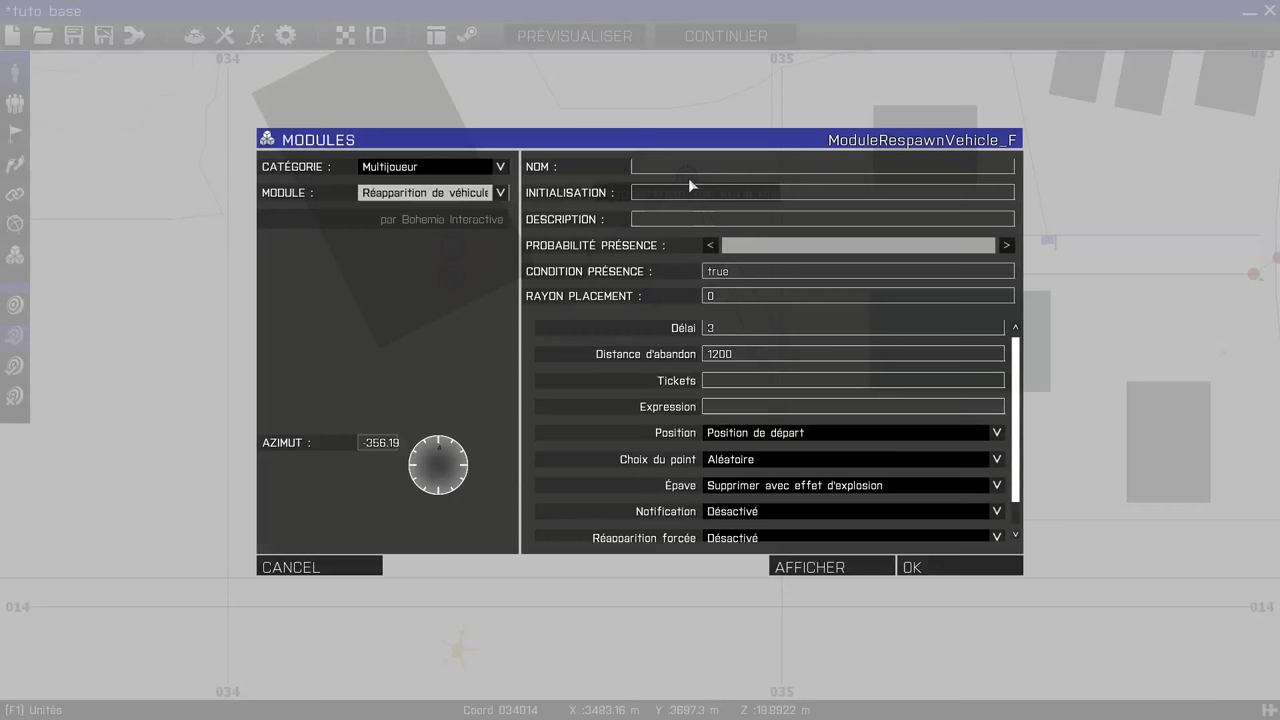 *tuto base
ID
PRÉVISUALISER
CONTINUER
034
035
013
MODULES
ModuleRespawnVehicle_F
CATÉGORIE :
Multijoueur
MODULE :
Réapparition de véhicule
par Bohemia Interactive
NOM :
INITIALISATION :
DESCRIPTION :
PROBABILITÉ PRÉSENCE :
<
>
CONDITION PRÉSENCE :
true
RAYON PLACEMENT :
0
Délai
3
Distance d'abandon
1200
Tickets
Expression
Position
Position de départ
Choix du point
Aléatoire
Épave
Supprimer avec effet d'explosion
Notification
Désactivé
Réapparition forcée
Désactivé
AZIMUT :
-356.19
CANCEL
AFFICHER
OK
014
014
034
035
(F1) Unités
Coord 034014
X :3483.16 m
Y :3697.3 m
Z :18.8922 m